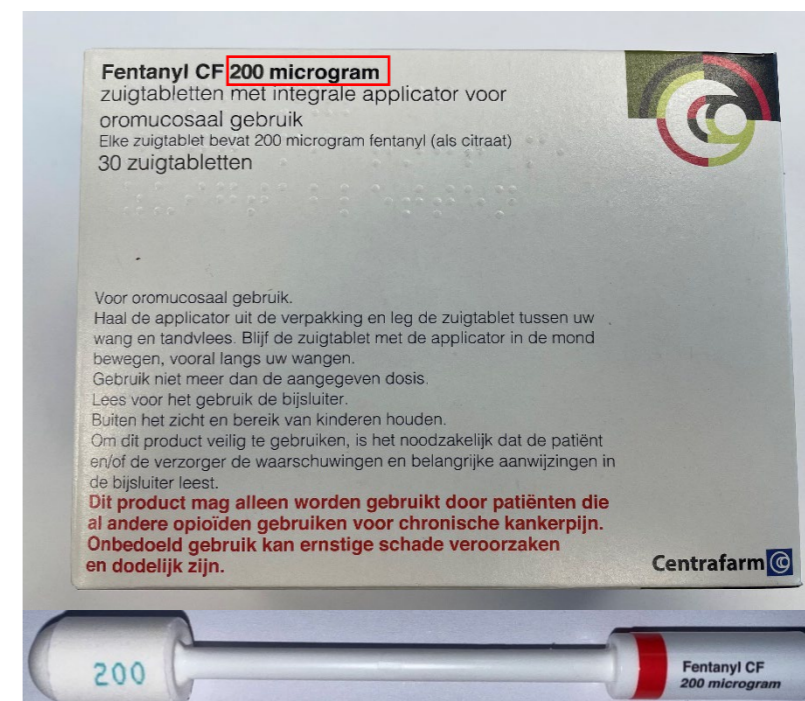 Fentanyl CF 200 microgram
zuigtabletten met integrale applicator voor
oromucosaal gebruik
Elke zuigtablet bevat 200 microgram fentanyl (als citraat)
30 zuigtabletten
Voor oromucosaal gebruik.
Haal de applicator uit de verpakking en leg de zuigtablet tussen uw
wang en tandvlees. Blijf de zuigtablet met de applicator in de mond
bewegen, vooral langs uw wangen.
Gebruik niet meer dan de aangegeven dosis.
Lees voor het gebruik de bijsluiter.
Buiten het zicht en bereik van kinderen houden.
Om dit product veilig te gebruiken, is het noodzakelijk dat de patiënt
en/of de verzorger de waarschuwingen en belangrijke aanwijzingen in
de bijsluiter leest.
Dit product mag alleen worden gebruikt door patiënten die
al andere opioïden gebruiken voor chronische kankerpijn.
Onbedoeld gebruik kan ernstige schade veroorzaken
en dodelijk zijn.
Centrafarm
200
Fentanyl CF
200 microgram